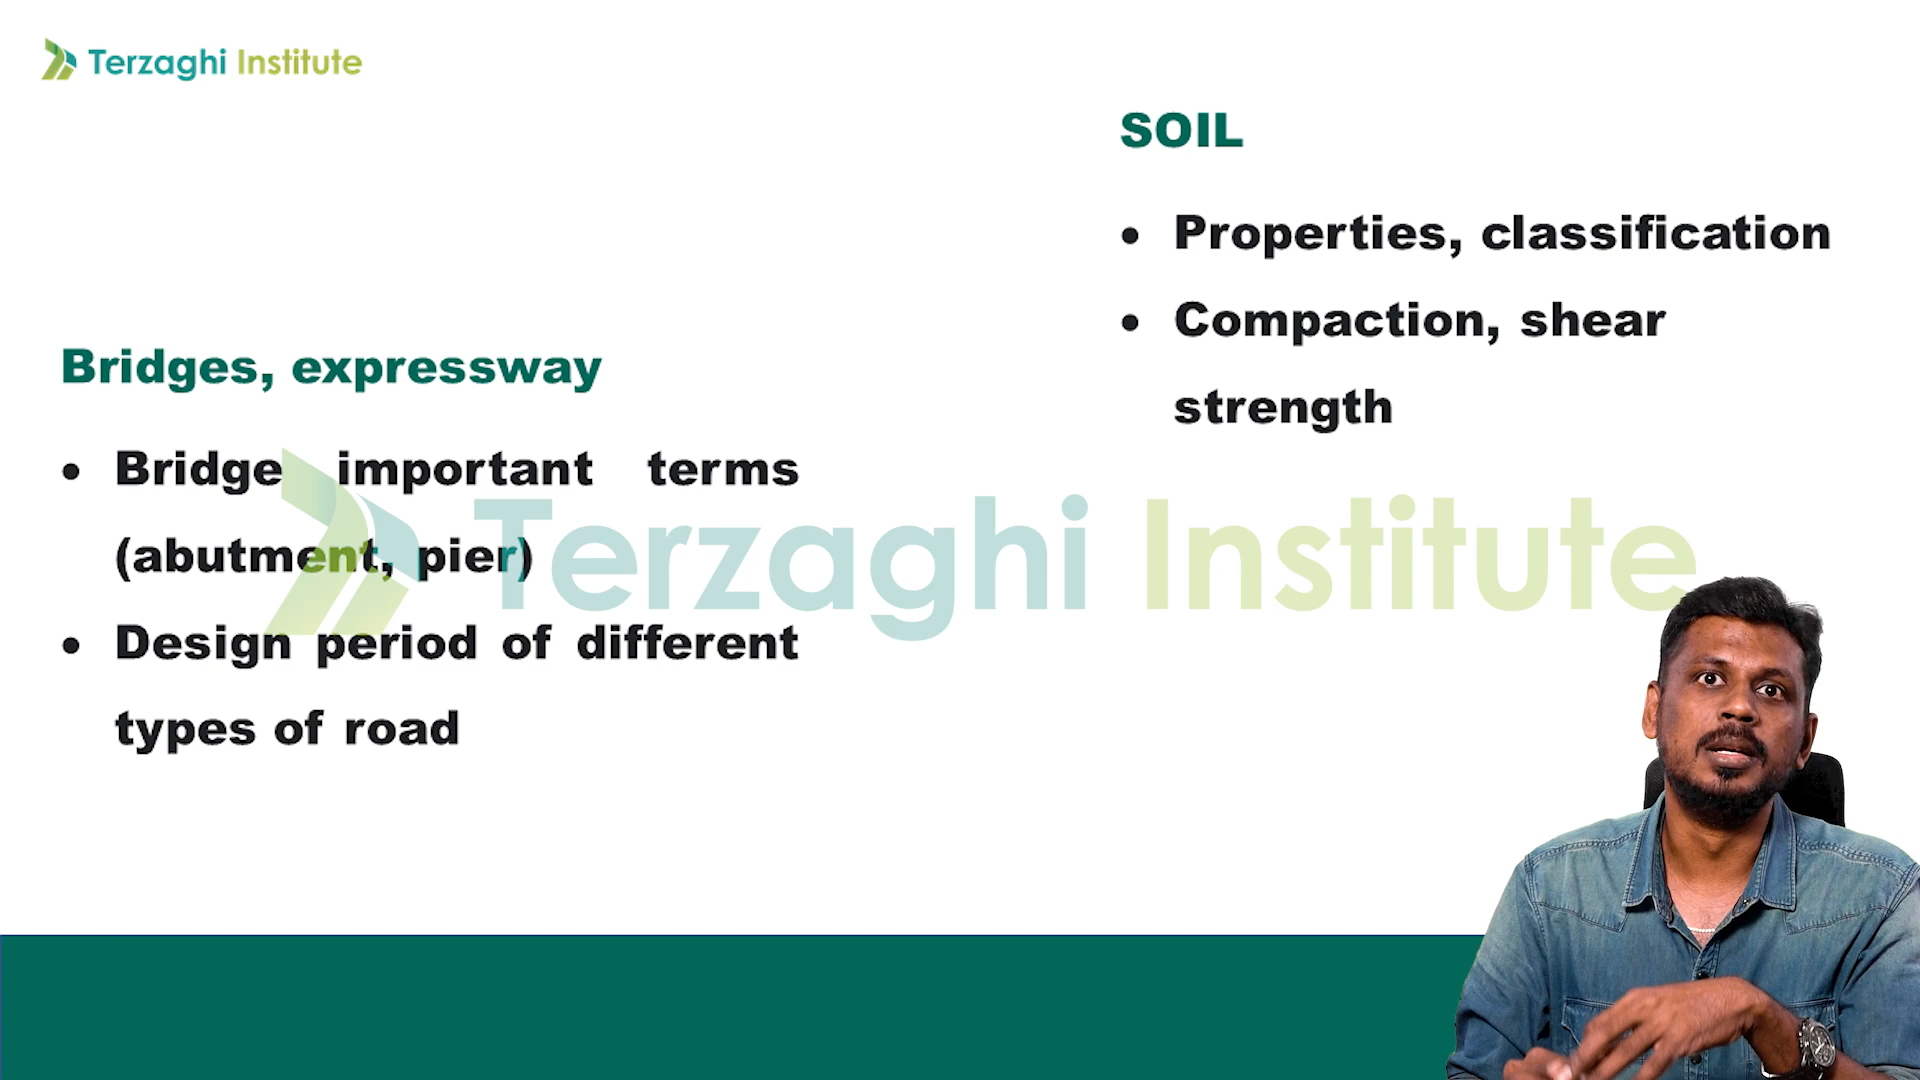 Terzaghi Institute
Bridges, expressway
• Bridge important terms
(abutment, pier)
• Design period of different
types of road
SOIL
• Properties, classification
• Compaction, shear
strength
Terzaghi Institute